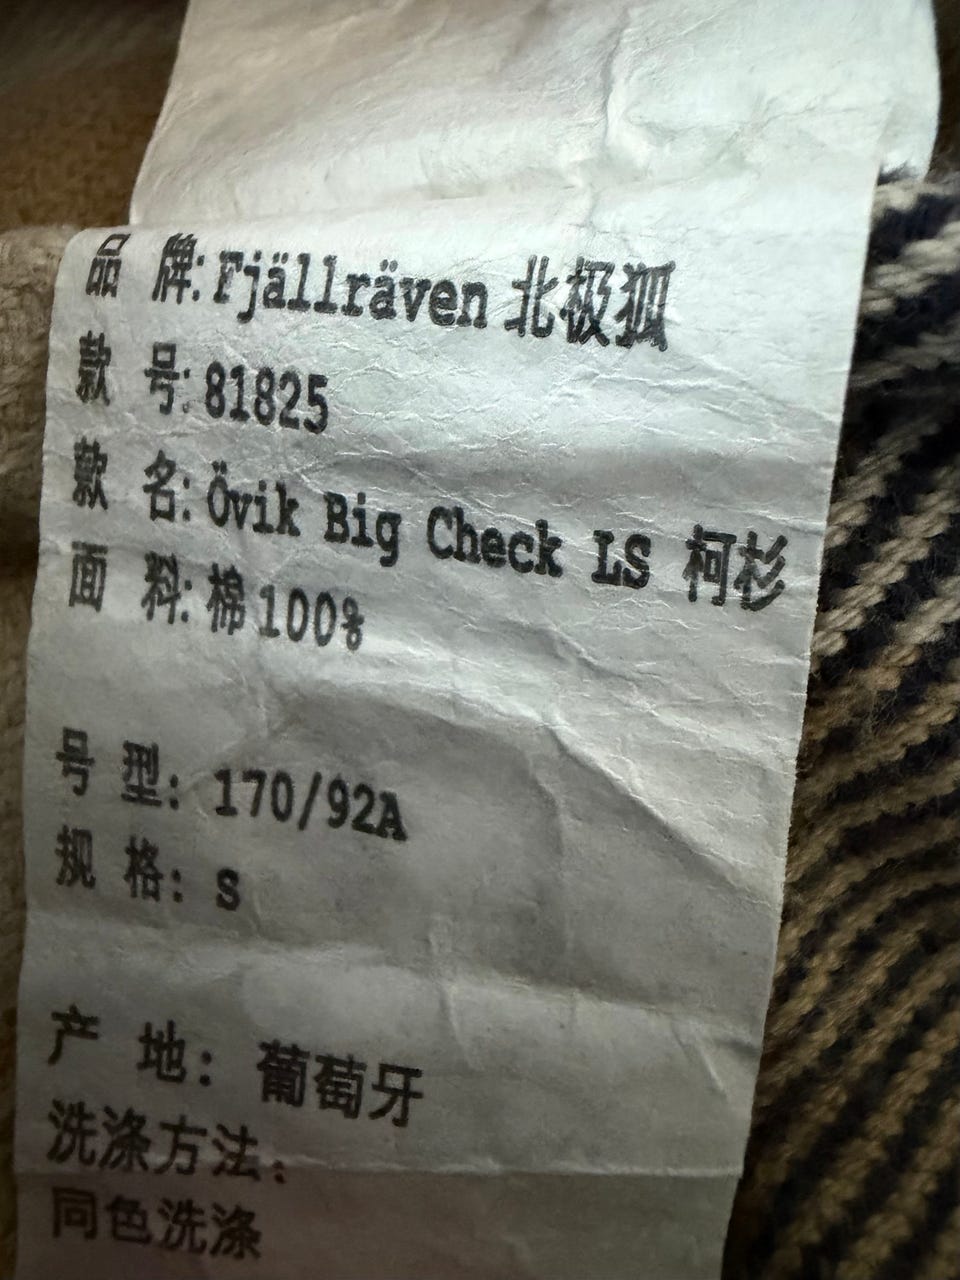 品 牌: Fjällräven 北极狐
款 号: 81825
款 名: Övik Big Check LS 柯衫
面 料: 棉100%
号 型: 170/92A
规 格: S
产 地: 葡萄牙
洗涤方法:
同色洗涤